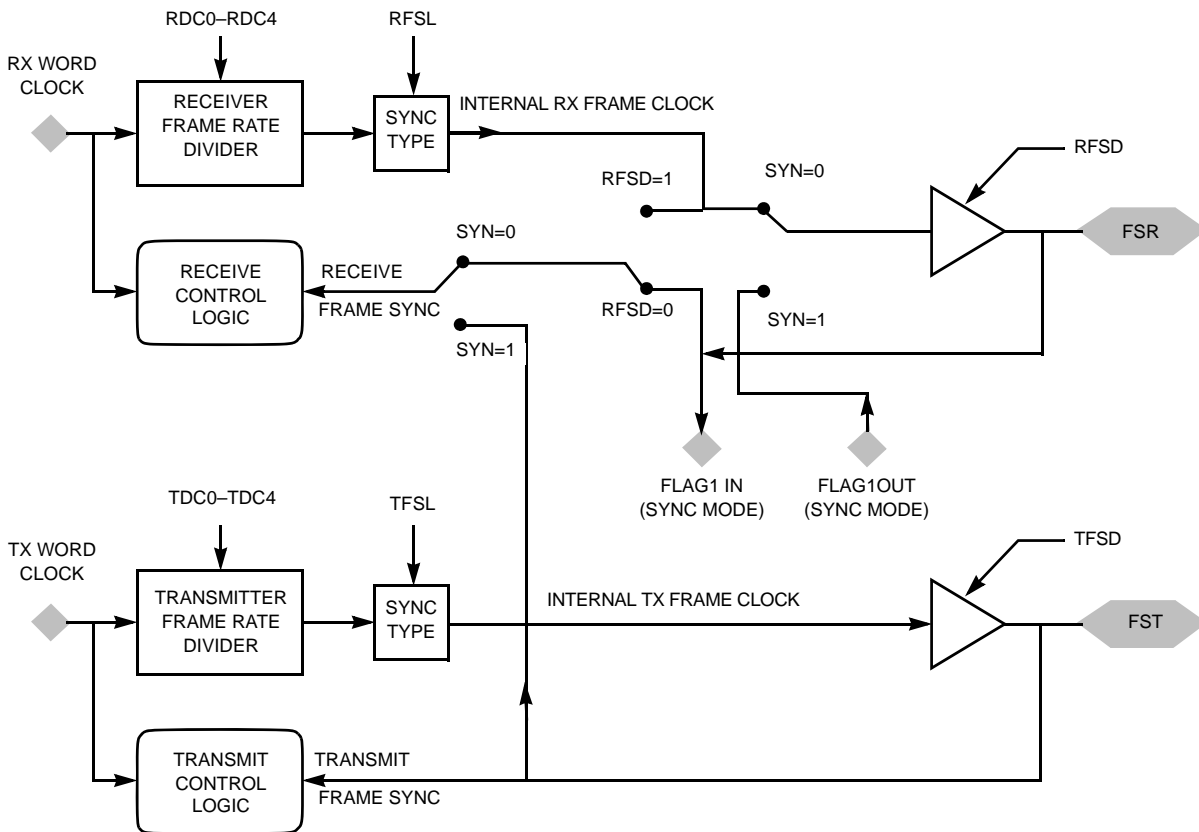 RDC0–RDC4
RFSL
RX WORD
CLOCK
RECEIVER
FRAME RATE
DIVIDER
SYNC
TYPE
INTERNAL RX FRAME CLOCK
RFSD
RFSD=1
SYN=0
FSR
SYN=0
RECEIVE
CONTROL
LOGIC
RECEIVE
FRAME SYNC
RFSD=0
SYN=1
SYN=1
FLAG1 IN
(SYNC MODE)
FLAG1OUT
(SYNC MODE)
TDC0–TDC4
TFSL
TX WORD
CLOCK
TFSD
TRANSMITTER
FRAME RATE
DIVIDER
SYNC
TYPE
INTERNAL TX FRAME CLOCK
FST
TRANSMIT
CONTROL
LOGIC
TRANSMIT
FRAME SYNC